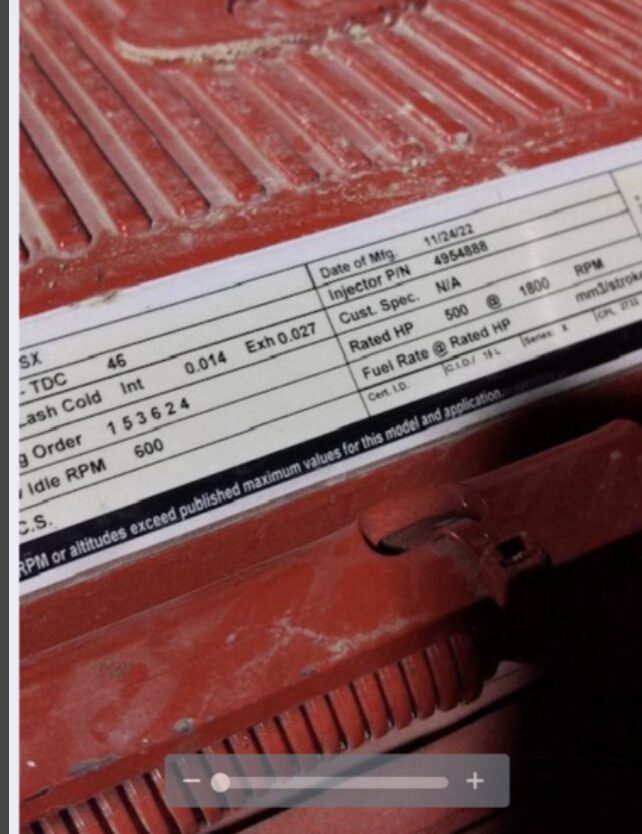 SX
- TDC 46
Lash Cold Int 0.014 Exh 0.027
g Order 1 5 3 6 2 4
Idle RPM 600
C.S.
Date of Mfg. 11/24/22
Injector P/N 4954888
Cust. Spec. N/A
Rated HP 500 @ 1800 RPM
Fuel Rate @ Rated HP mm3/stroke
Cert. I.D. C.I.D./ 15 L Series: X CPL
RPM or altitudes exceed published maximum values for this model and application.